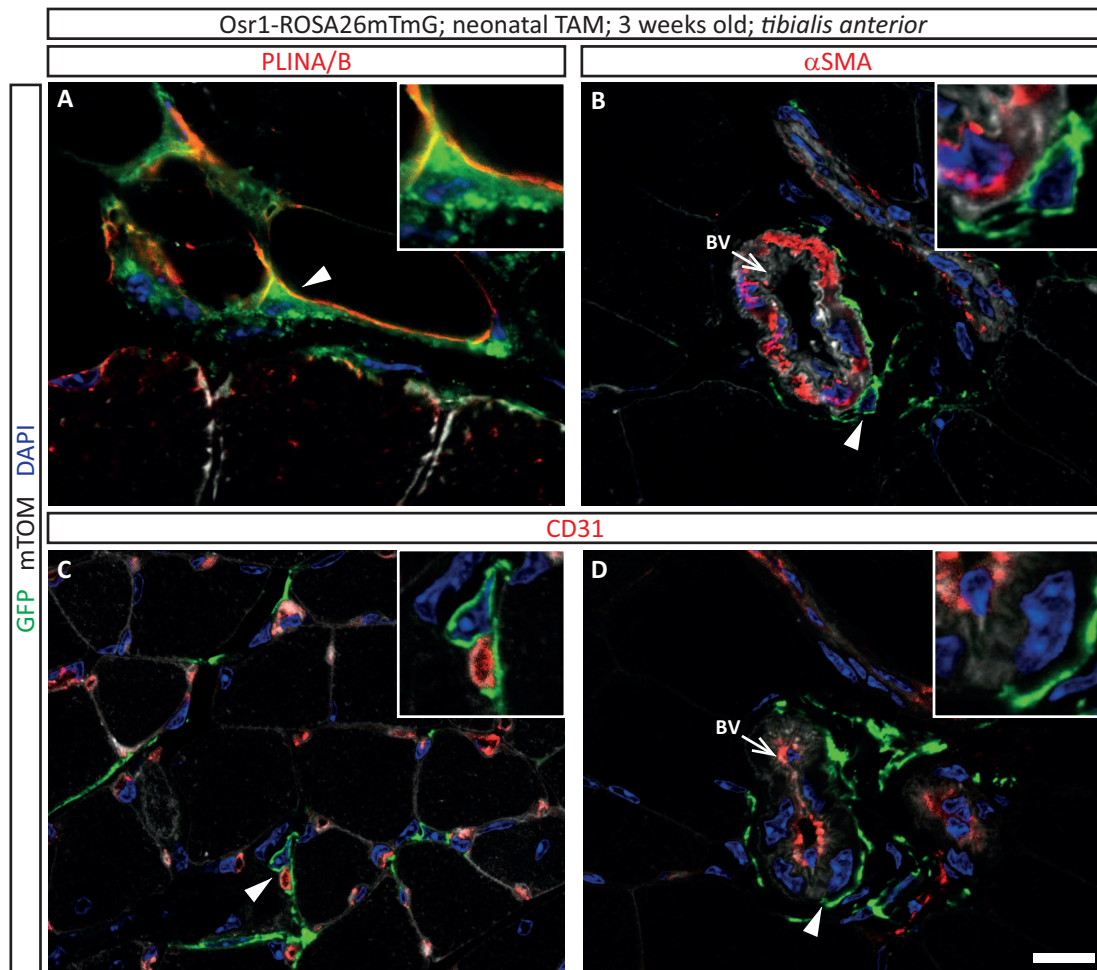 Osr1-ROSA26mTmG; neonatal TAM; 3 weeks old; tibialis anterior
PLINA/B
αSMA
GFP mTOM DAPI
A
B
BV
CD31
C
D
BV